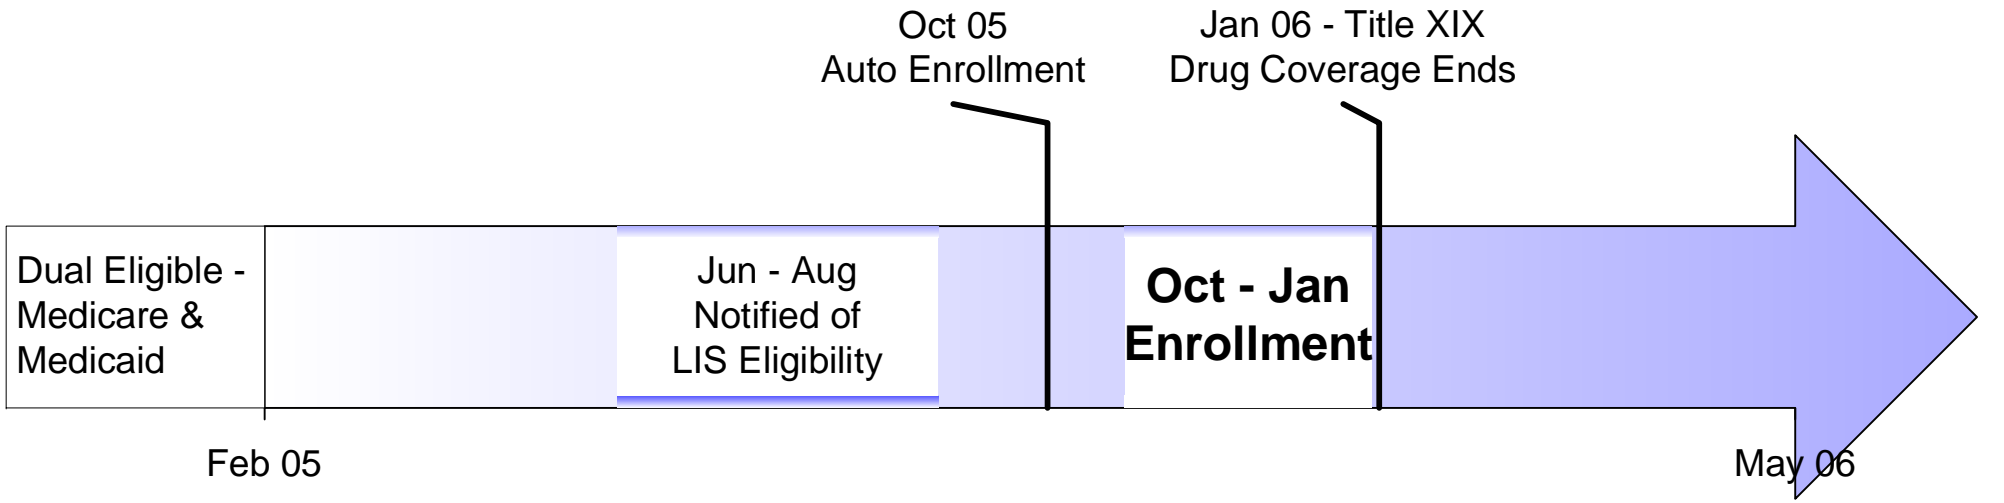 Oct 05
Auto Enrollment
Jan 06 - Title XIX
Drug Coverage Ends
Dual Eligible -
Medicare &
Medicaid
Jun - Aug
Notified of
LIS Eligibility
Oct - Jan
Enrollment
Feb 05
May 06